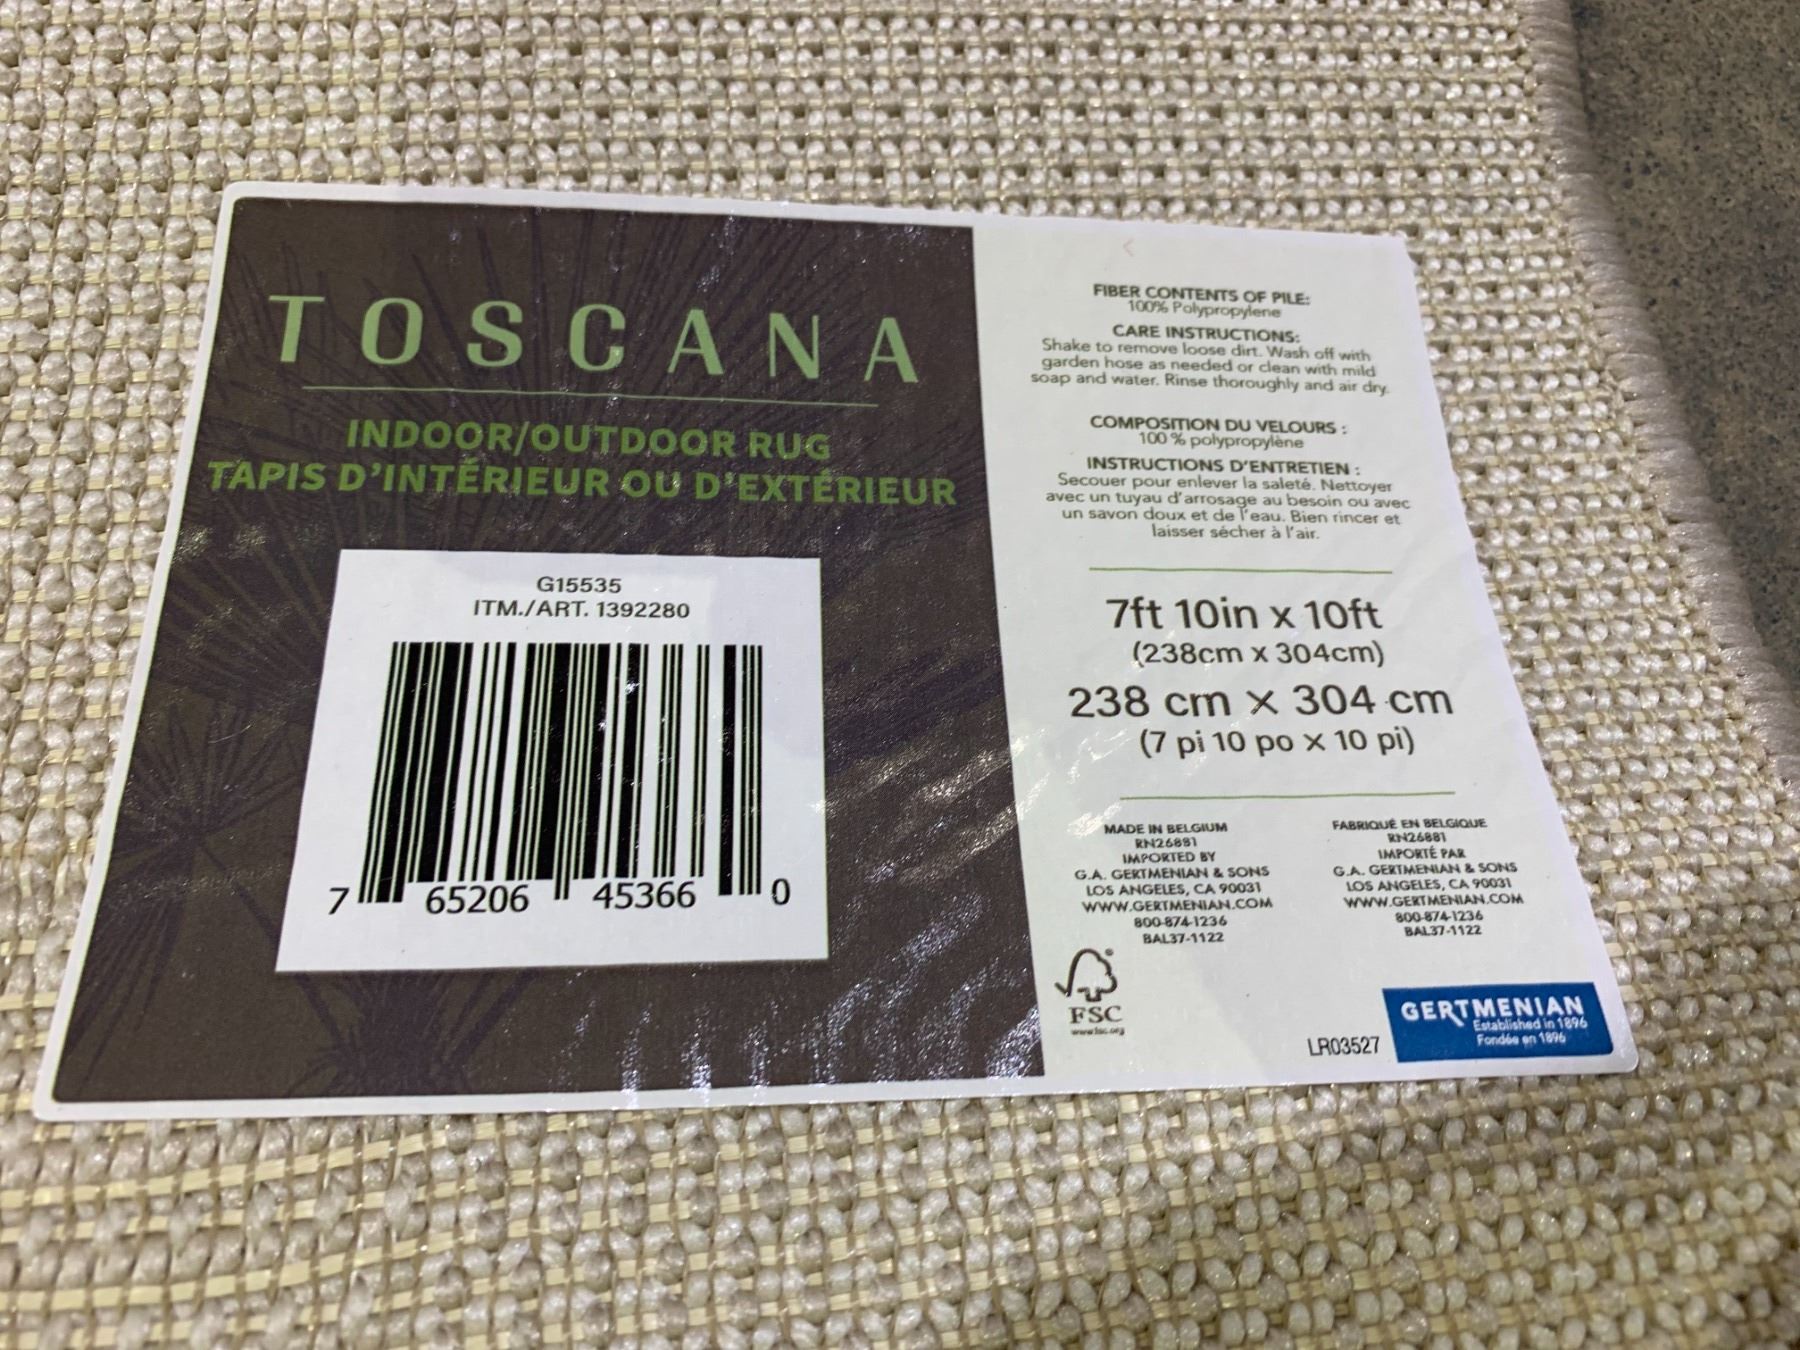 TOSCANA
INDOOR/OUTDOOR RUG
TAPIS D'INTÉRIEUR OU D'EXTÉRIEUR
G15535
ITM./ART. 1392280
7 65206 45366 0
FIBER CONTENTS OF PILE:
100% Polypropylene
CARE INSTRUCTIONS:
Shake to remove loose dirt. Wash off with
garden hose as needed or clean with mild
soap and water. Rinse thoroughly and air dry.
COMPOSITION DU VELOURS :
100 % polypropylène
INSTRUCTIONS D'ENTRETIEN :
Secouer pour enlever la saleté. Nettoyer
avec un tuyau d'arrosage au besoin ou avec
un savon doux et de l'eau. Bien rincer et
laisser sécher à l'air.
7ft 10in x 10ft
(238cm x 304cm)
238 cm × 304 cm
(7 pi 10 po × 10 pi)
MADE IN BELGIUM
RN26881
IMPORTED BY
G.A. GERTMENIAN & SONS
LOS ANGELES, CA 90031
WWW.GERTMENIAN.COM
800-874-1236
BAL37-1122
FABRIQUÉ EN BELGIQUE
RN26881
IMPORTÉ PAR
G.A. GERTMENIAN & SONS
LOS ANGELES, CA 90031
WWW.GERTMENIAN.COM
800-874-1236
BAL37-1122
FSC
www.fsc.org
LR03527
GERTMENIAN
Established in 1896
Fondée en 1896